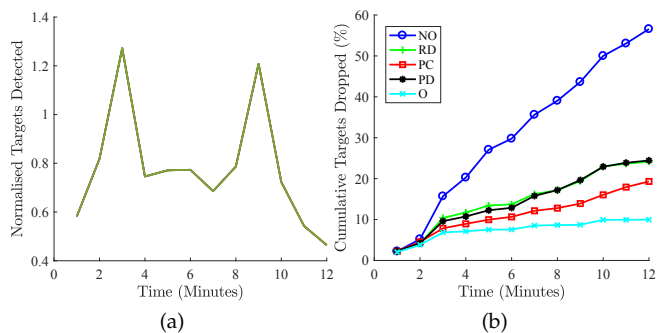 1.4
1.2
1
0.8
0.6
0.4
Normalised Targets Detected
0 2 4 6 8 10 12
Time (Minutes)
(a)
60
50
40
30
20
10
0
Cumulative Targets Dropped (%)
NO
RD
PC
PD
O
0 2 4 6 8 10 12
Time (Minutes)
(b)